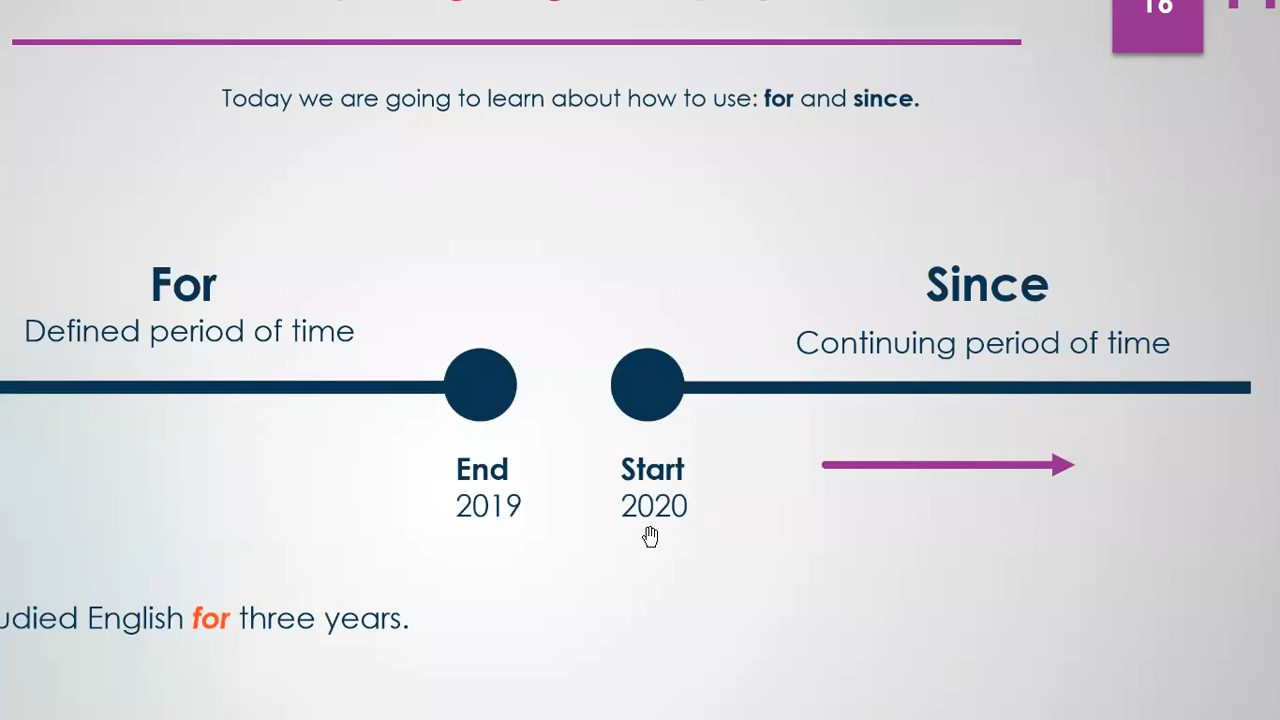 16
Today we are going to learn about how to use: for and since.
For
Defined period of time
Since
Continuing period of time
End
2019
Start
2020
English for three years.